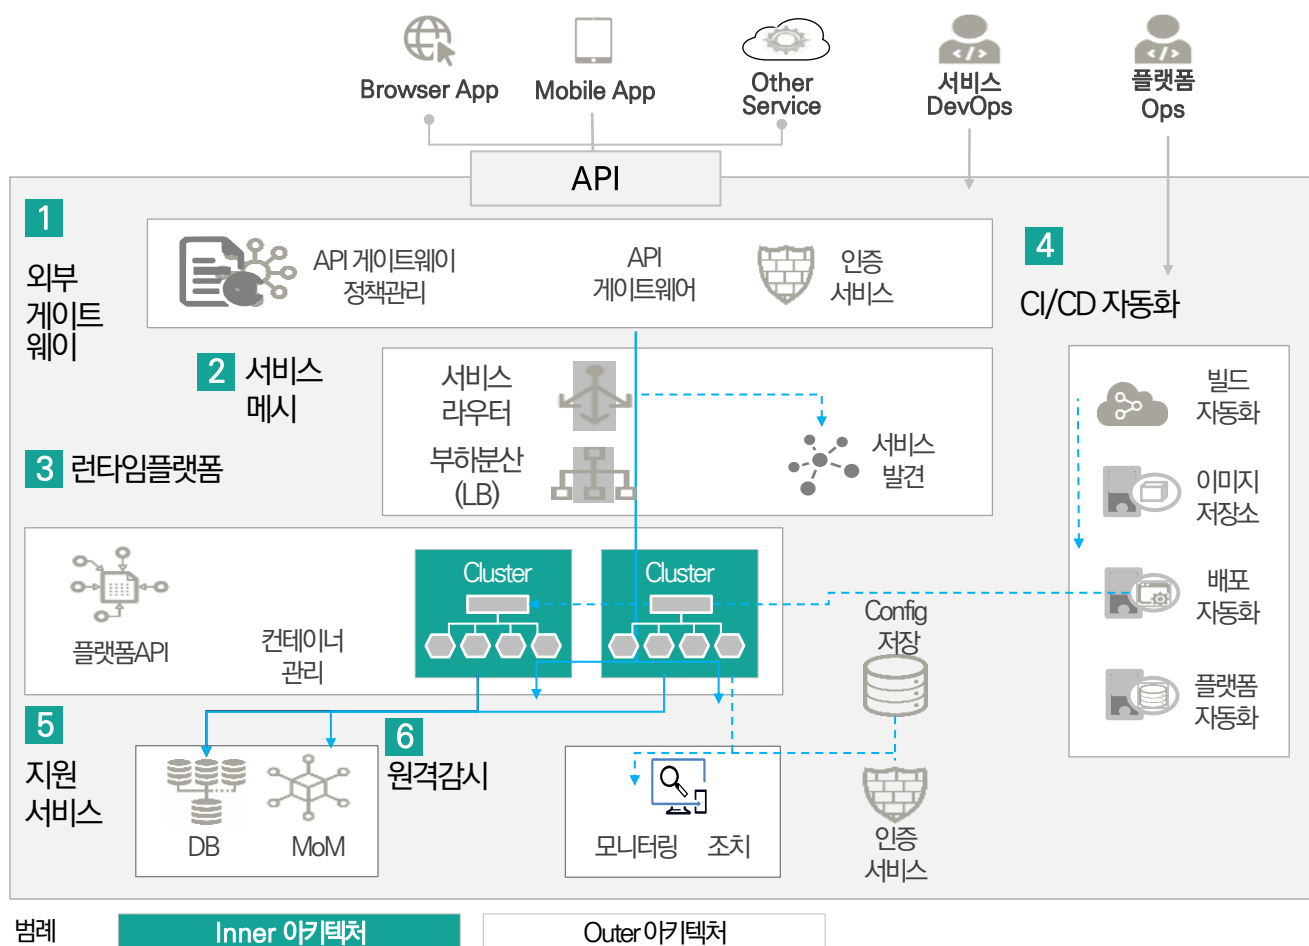 Browser App
Mobile App
Other
Service
서비스
DevOps
플랫폼
Ops
API
1
외부
게이트
웨이
API 게이트웨이
정책관리
API
게이트웨어
인증
서비스
4
CI/CD 자동화
2 서비스
메시
서비스
라우터
부하분산
(LB)
서비스
발견
3 런타임플랫폼
플랫폼API
컨테이너
관리
Cluster
Cluster
Config
저장
빌드
자동화
이미지
저장소
배포
자동화
플랫폼
자동화
5
지원
서비스
DB
MoM
6
원격감시
모니터링
조치
인증
서비스
범례
Inner 아키텍처
Outer 아키텍처